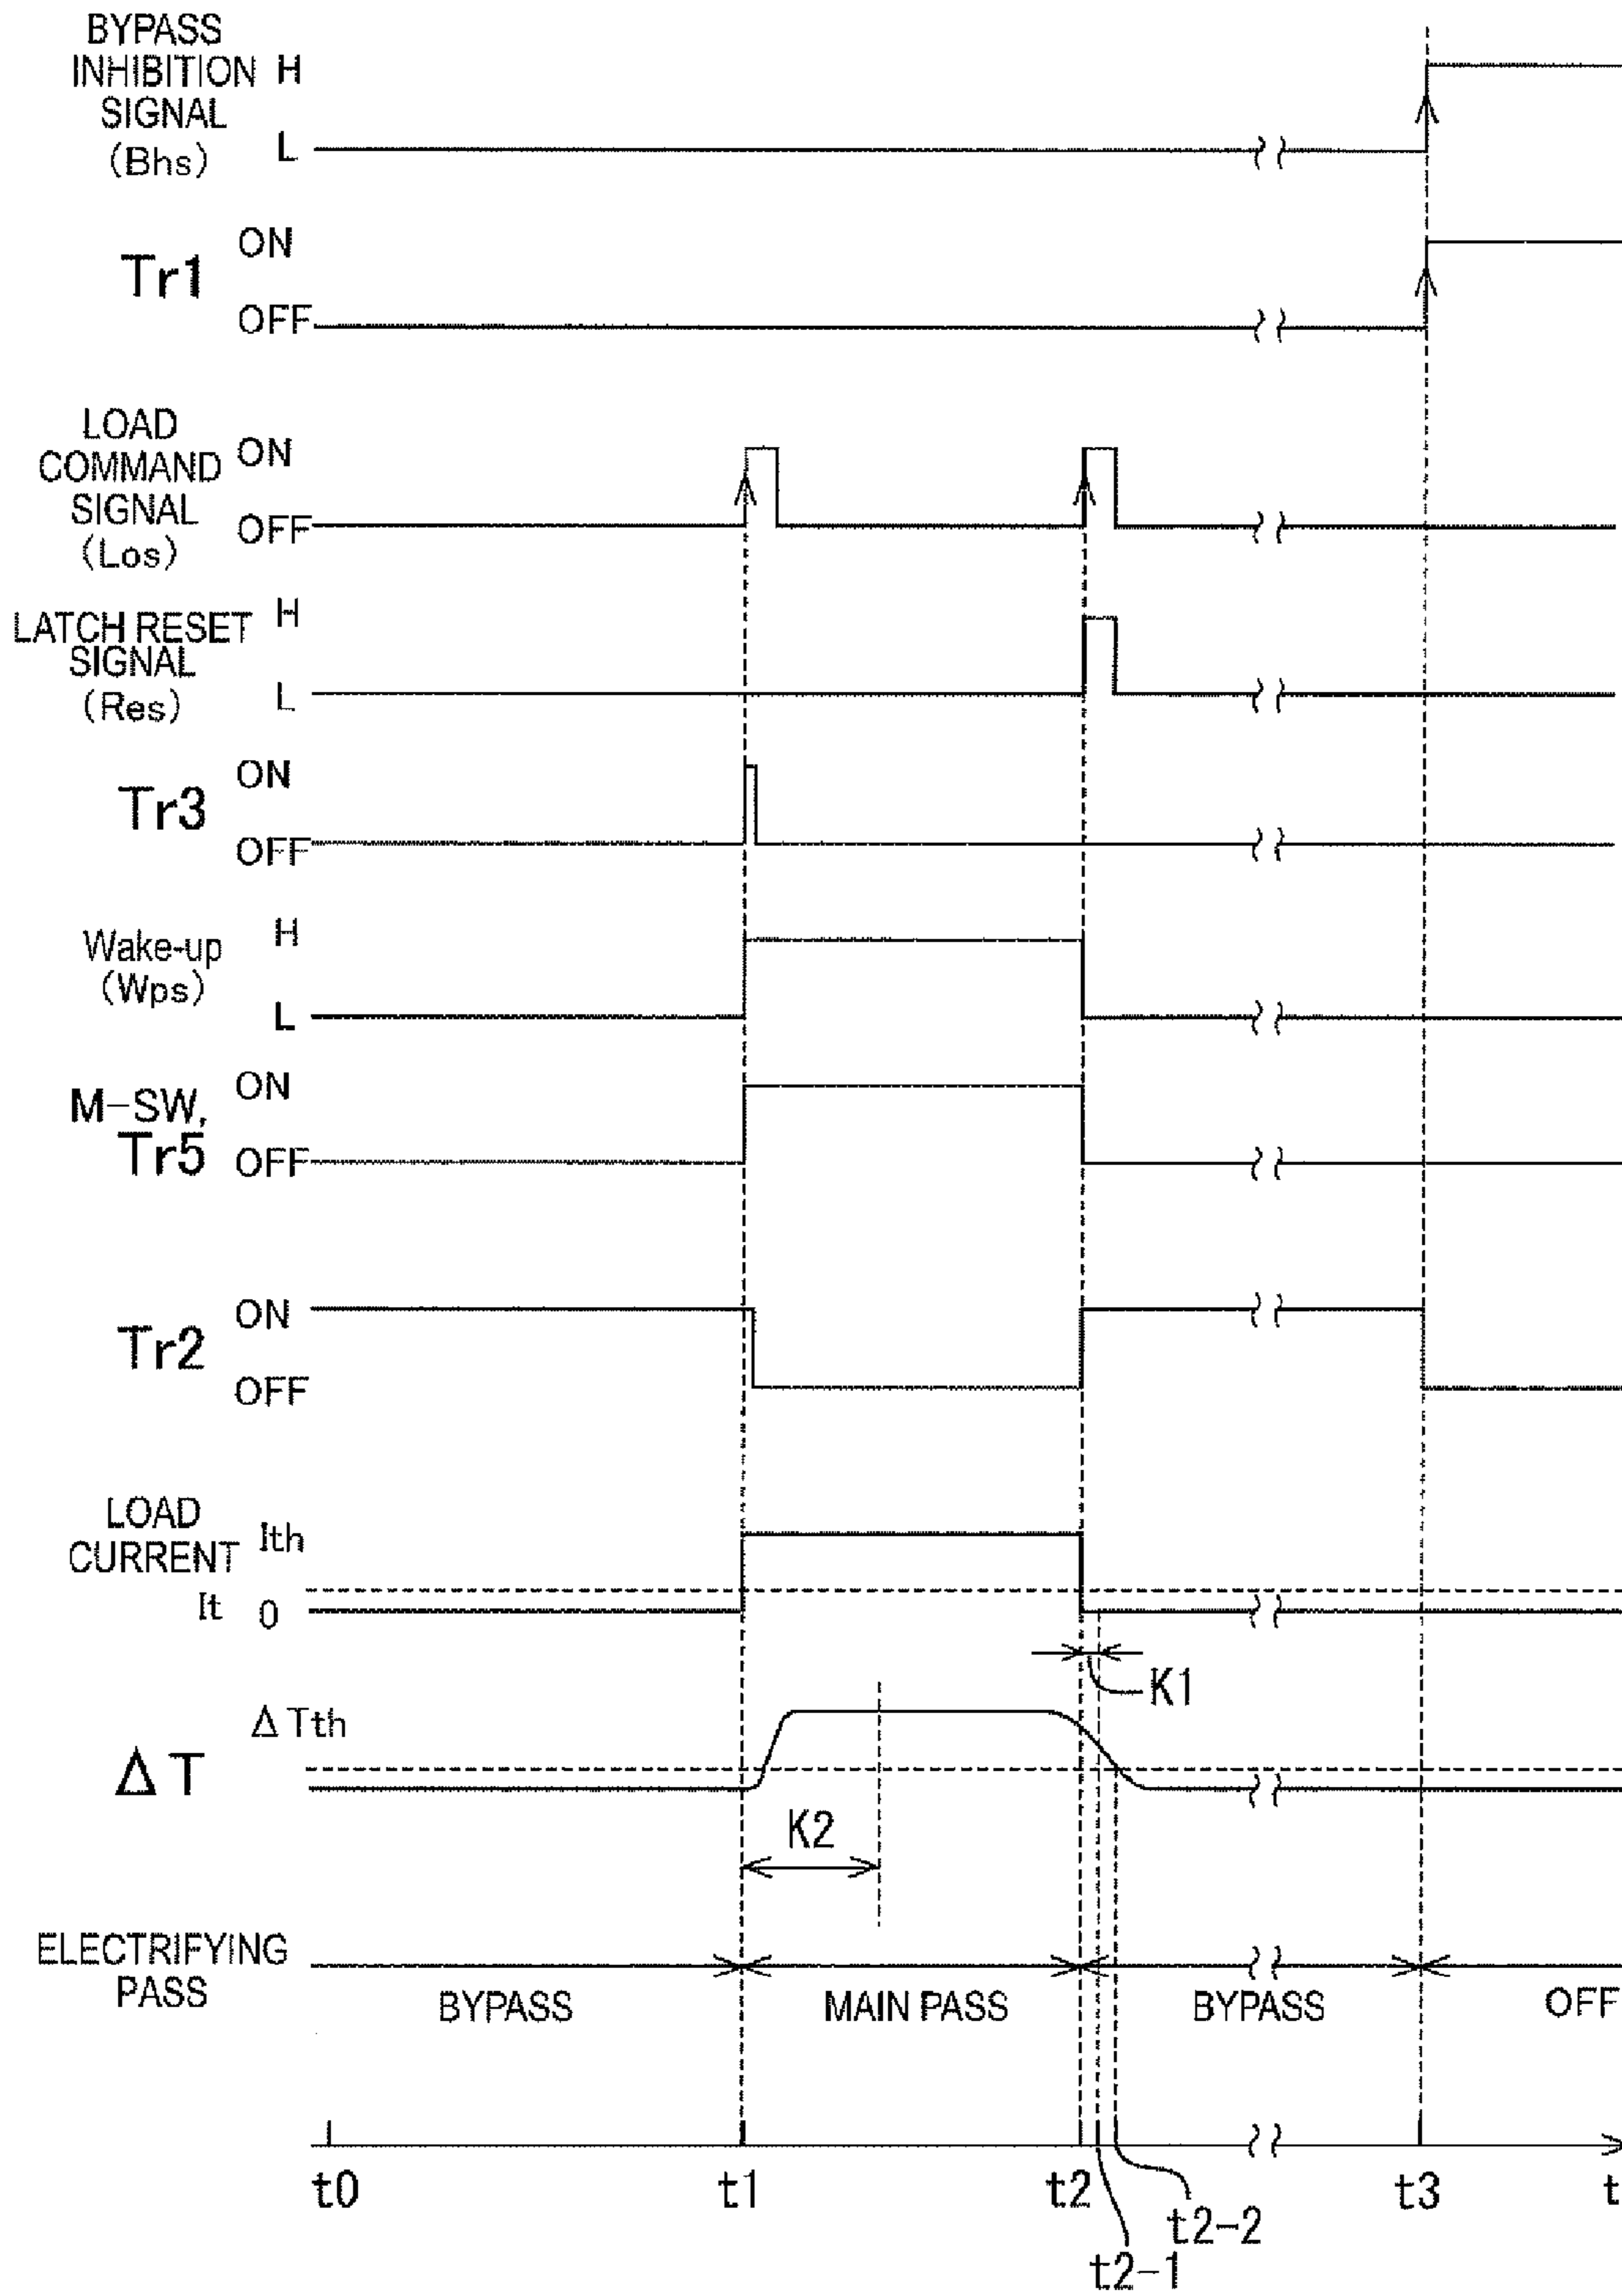 BYPASS
INHIBITION H
SIGNAL
(Bhs) L
ON
Tr1
OFF
LOAD
COMMAND ON
SIGNAL
(Los) OFF
LATCH RESET H
SIGNAL
(Res) L
ON
Tr3
OFF
Wake-up H
(Wps)
L
M-SW, ON
Tr5 OFF
ON
Tr2
OFF
LOAD
CURRENT Ith
It 0
K1
ΔTth
ΔT
K2
ELECTRIFYING
PASS
BYPASS MAIN PASS BYPASS OFF
t0 t1 t2 t3 t
t2-2
t2-1